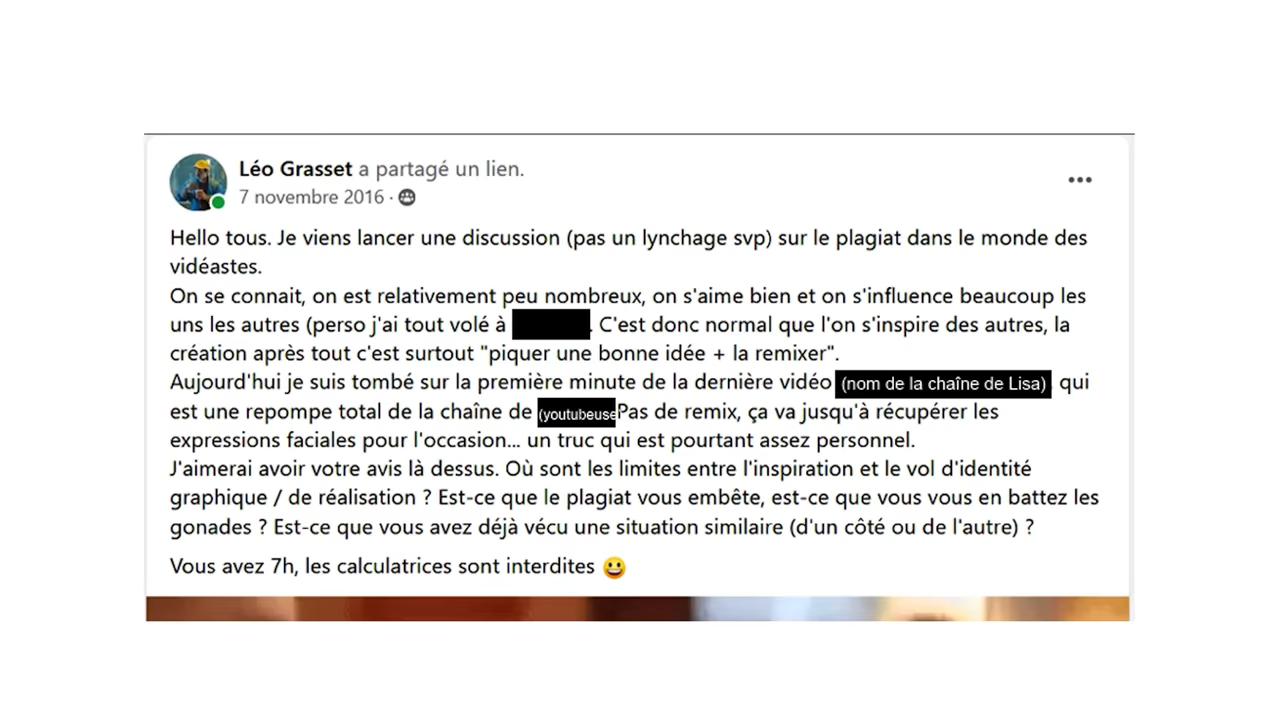 Léo Grasset a partagé un lien.
7 novembre 2016 ·
Hello tous. Je viens lancer une discussion (pas un lynchage svp) sur le plagiat dans le monde des
vidéastes.
On se connait, on est relativement peu nombreux, on s'aime bien et on s'influence beaucoup les
uns les autres (perso j'ai tout volé à . C'est donc normal que l'on s'inspire des autres, la
création après tout c'est surtout "piquer une bonne idée + la remixer".
Aujourd'hui je suis tombé sur la première minute de la dernière vidéo (nom de la chaîne de Lisa) qui
est une repompe total de la chaîne de (youtubeuse Pas de remix, ça va jusqu'à récupérer les
expressions faciales pour l'occasion... un truc qui est pourtant assez personnel.
J'aimerai avoir votre avis là dessus. Où sont les limites entre l'inspiration et le vol d'identité
graphique / de réalisation ? Est-ce que le plagiat vous embête, est-ce que vous vous en battez les
gonades ? Est-ce que vous avez déjà vécu une situation similaire (d'un côté ou de l'autre) ?
Vous avez 7h, les calculatrices sont interdites 😀